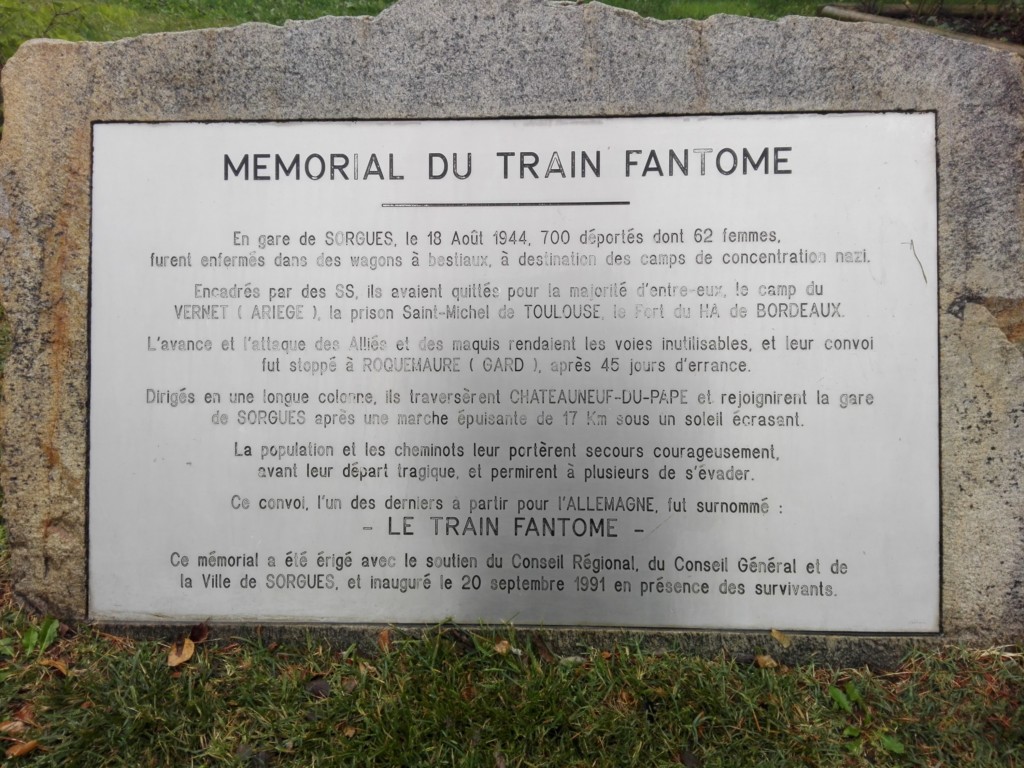 MEMORIAL DU TRAIN FANTOME
En gare de SORGUES, le 18 Août 1944, 700 déportés dont 62 femmes,
furent enfermés dans des wagons à bestiaux, à destination des camps de concentration nazi.
Encadrés par des SS, ils avaient quittés pour la majorité d'entre-eux, le camp du
VERNET ( ARIEGE ), la prison Saint-Michel de TOULOUSE, le Fort du HA de BORDEAUX.
L'avance et l'attaque des Alliés et des maquis rendaient les voies inutilisables, et leur convoi
fut stoppé à ROQUEMAURE ( GARD ), après 45 jours d'errance.
Dirigés en une longue colonne, ils traversèrent CHATEAUNEUF-DU-PAPE et rejoignirent la gare
de SORGUES après une marche épuisante de 17 Km sous un soleil écrasant.
La population et les cheminots leur portèrent secours courageusement,
avant leur départ tragique, et permirent à plusieurs de s'évader.
Ce convoi, l'un des derniers a partir pour l'ALLEMAGNE, fut surnommé :
- LE TRAIN FANTOME -
Ce mémorial a été érigé avec le soutien du Conseil Régional, du Conseil Général et de
la Ville de SORGUES, et inauguré le 20 septembre 1991 en présence des survivants.